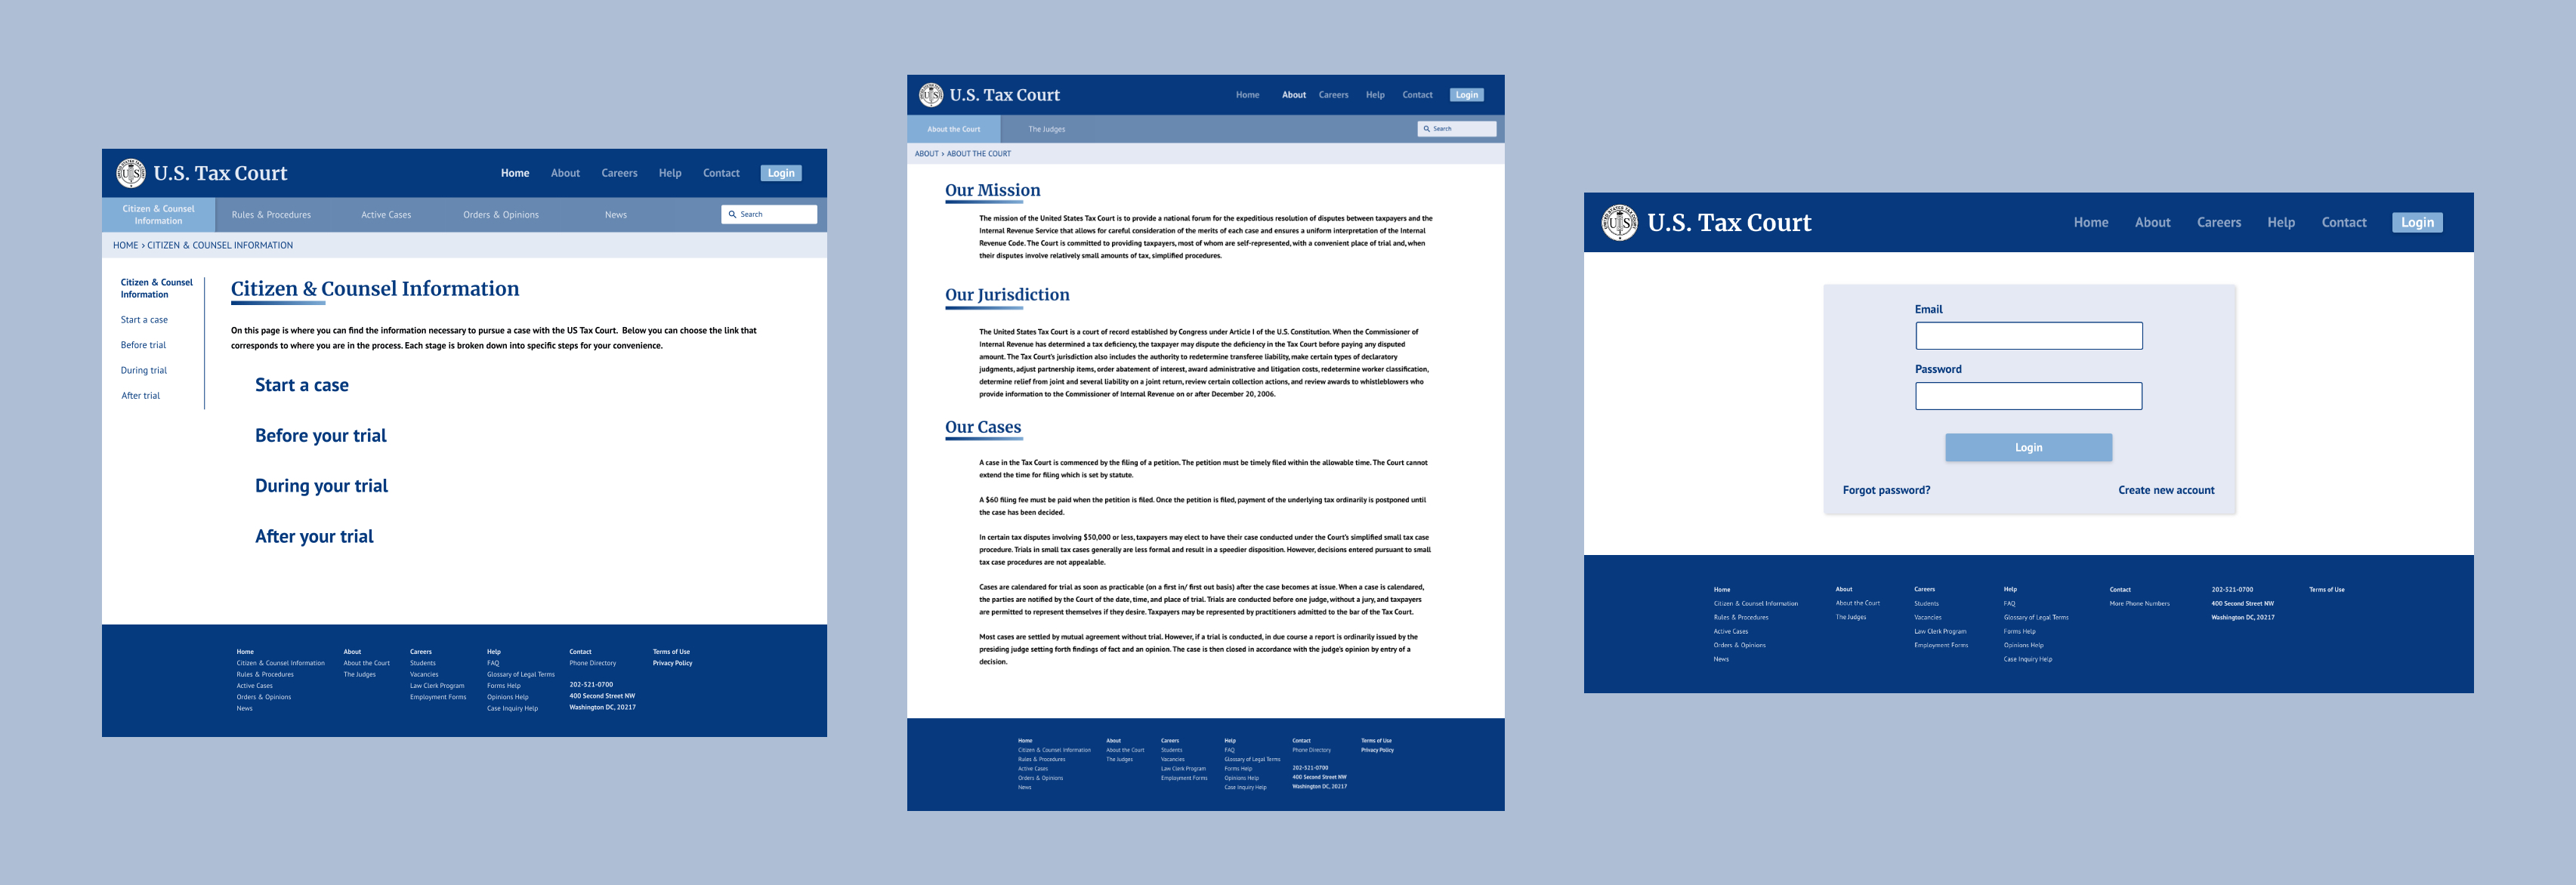 U.S. Tax Court
Home About Careers Help Contact Login
Citizen & Counsel
Information
Rules & Procedures Active Cases Orders & Opinions News Search
HOME > CITIZEN & COUNSEL INFORMATION
Citizen & Counsel
Information
Start a case
Before trial
During trial
After trial
Citizen & Counsel Information
On this page is where you can find the information necessary to pursue a case with the US Tax Court. Below you can choose the link that
corresponds to where you are in the process. Each stage is broken down into specific steps for your convenience.
Start a case
Before your trial
During your trial
After your trial
Home
Citizen & Counsel Information
Rules & Procedures
Active Cases
Orders & Opinions
News
About
About the Court
The Judges
Careers
Students
Vacancies
Law Clerk Program
Employment Forms
Help
FAQ
Glossary of Legal Terms
Forms Help
Opinions Help
Case Inquiry Help
Contact
Phone Directory
202-521-0700
400 Second Street NW
Washington DC, 20217
Terms of Use
Privacy Policy
U.S. Tax Court
Home About Careers Help Contact Login
About the Court The Judges Search
ABOUT > ABOUT THE COURT
Our Mission
The mission of the United States Tax Court is to provide a national forum for the expeditious resolution of disputes between taxpayers and the
Internal Revenue Service that allows for careful consideration of the merits of each case and ensures a uniform interpretation of the Internal
Revenue Code. The Court is committed to providing taxpayers, most of whom are self-represented, with a convenient place of trial and, when
their disputes involve relatively small amounts of tax, simplified procedures.
Our Jurisdiction
The United States Tax Court is a court of record established by Congress under Article I of the U.S. Constitution. When the Commissioner of
Internal Revenue has determined a tax deficiency, the taxpayer may dispute the deficiency in the Tax Court before paying any disputed
amount. The Tax Court's jurisdiction also includes the authority to redetermine transferee liability, make certain types of declaratory
judgments, adjust partnership items, order abatement of interest, award administrative and litigation costs, redetermine worker classification,
determine relief from joint and several liability on a joint return, review certain collection actions, and review awards to whistleblowers who
provide information to the Commissioner of Internal Revenue on or after December 20, 2006.
Our Cases
A case in the Tax Court is commenced by the filing of a petition. The petition must be timely filed within the allowable time. The Court cannot
extend the time for filing which is set by statute.
A $60 filing fee must be paid when the petition is filed. Once the petition is filed, payment of the underlying tax ordinarily is postponed until
the case has been decided.
In certain tax disputes involving $50,000 or less, taxpayers may elect to have their case conducted under the Court's simplified small tax case
procedure. Trials in small tax cases generally are less formal and result in a speedier disposition. However, decisions entered pursuant to small
tax case procedures are not appealable.
Cases are calendared for trial as soon as practicable (on a first in/ first out basis) after the case becomes at issue. When a case is calendared,
the parties are notified by the Court of the date, time, and place of trial. Trials are conducted before one judge, without a jury, and taxpayers
are permitted to represent themselves if they desire. Taxpayers may be represented by practitioners admitted to the bar of the Tax Court.
Most cases are settled by mutual agreement without trial. However, if a trial is conducted, in due course a report is ordinarily issued by the
presiding judge setting forth findings of fact and an opinion. The case is then closed in accordance with the judge's opinion by entry of a
decision.
Home
Citizen & Counsel Information
Rules & Procedures
Active Cases
Orders & Opinions
News
About
About the Court
The Judges
Careers
Students
Vacancies
Law Clerk Program
Employment Forms
Help
FAQ
Glossary of Legal Terms
Forms Help
Opinions Help
Case Inquiry Help
Contact
Phone Directory
202-521-0700
400 Second Street NW
Washington DC, 20217
Terms of Use
Privacy Policy
U.S. Tax Court
Home About Careers Help Contact Login
Email
Password
Login
Forgot password? Create new account
Home
Citizen & Counsel Information
Rules & Procedures
Active Cases
Orders & Opinions
News
About
About the Court
The Judges
Careers
Students
Vacancies
Law Clerk Program
Employment Forms
Help
FAQ
Glossary of Legal Terms
Forms Help
Opinions Help
Case Inquiry Help
Contact
More Phone Numbers
202-521-0700
400 Second Street NW
Washington DC, 20217
Terms of Use